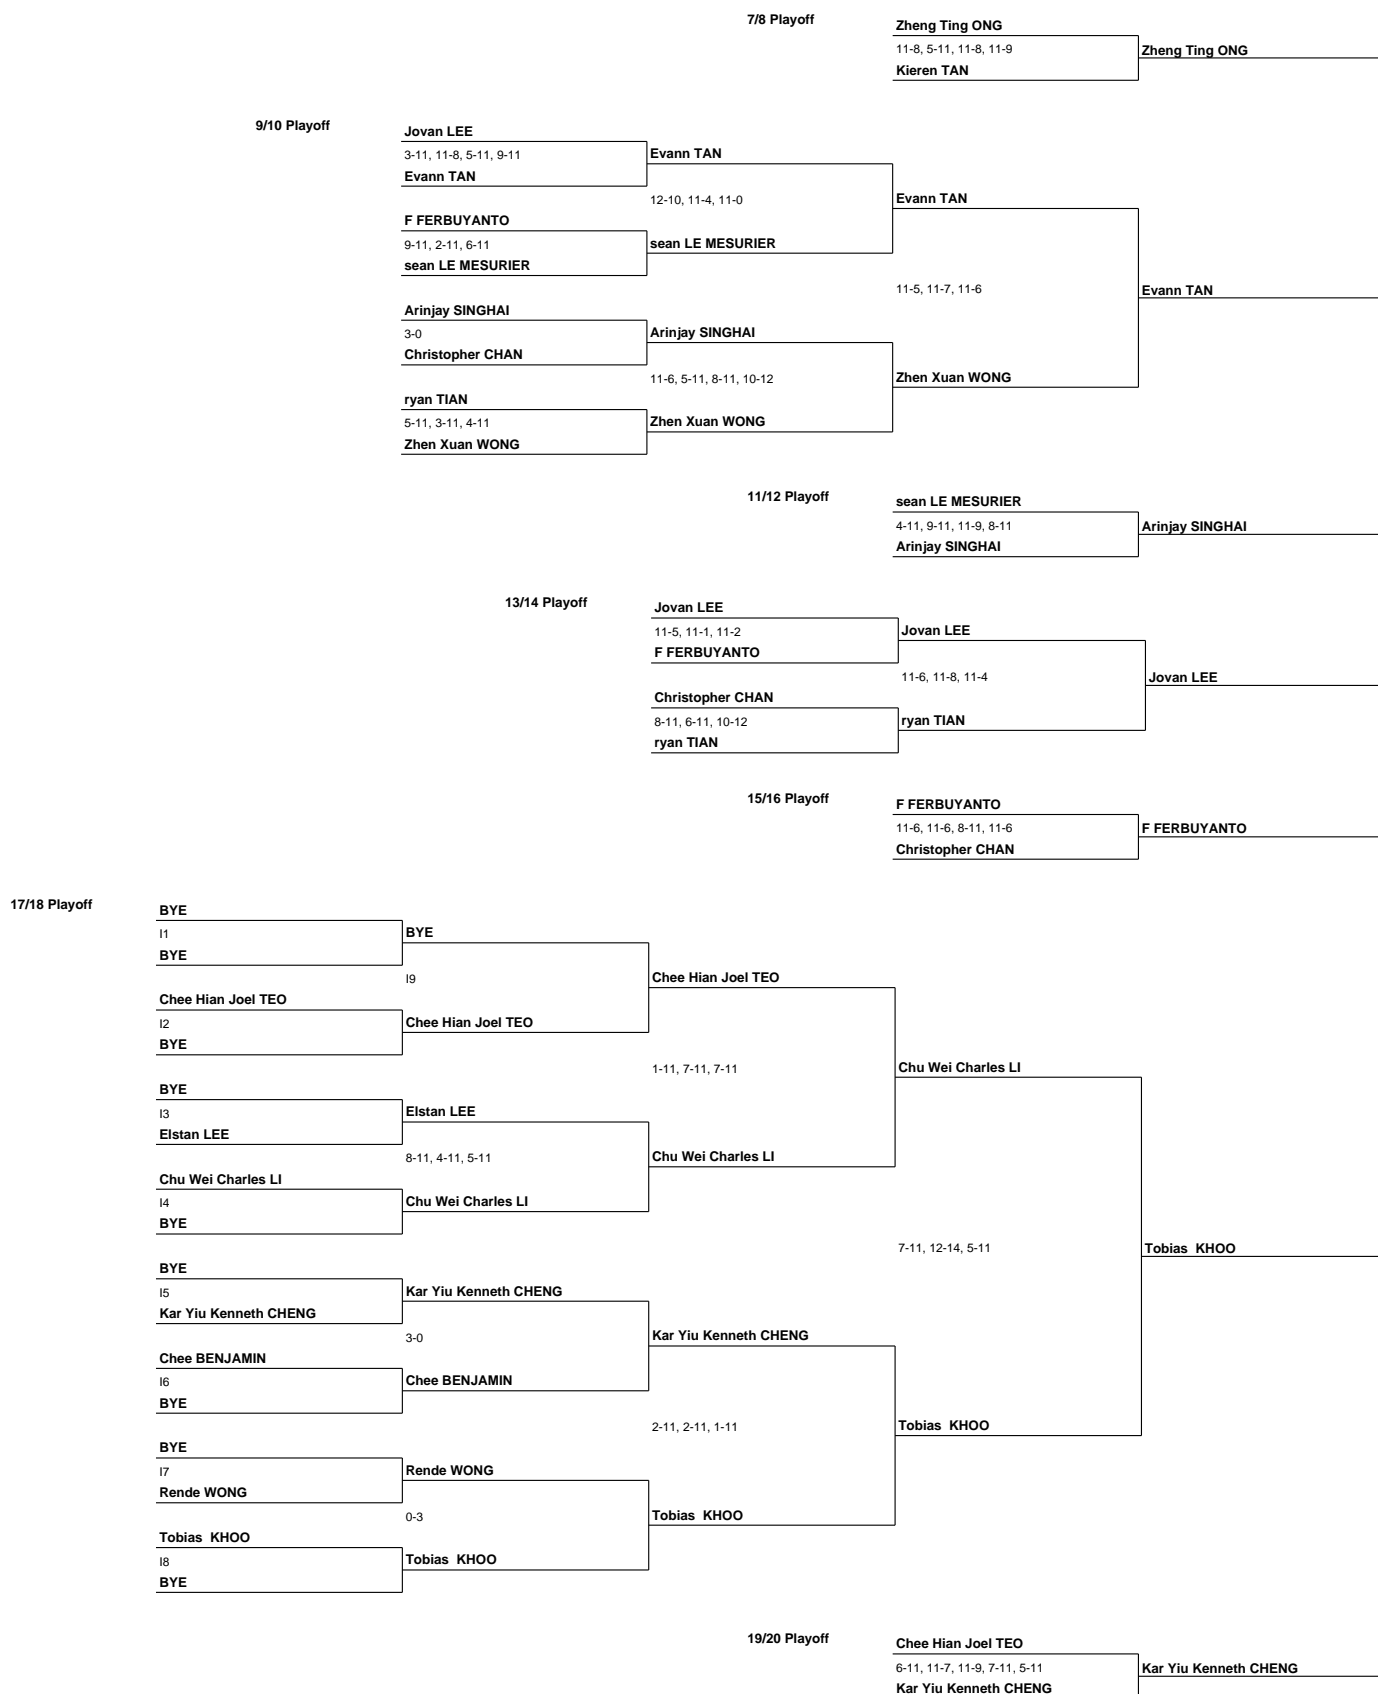 7/8 Playoff
Zheng Ting ONG
11-8, 5-11, 11-8, 11-9
Zheng Ting ONG
Kieren TAN
9/10 Playoff
Jovan LEE
3-11, 11-8, 5-11, 9-11
Evann TAN
Evann TAN
12-10, 11-4, 11-0
Evann TAN
F FERBUYANTO
9-11, 2-11, 6-11
sean LE MESURIER
sean LE MESURIER
11-5, 11-7, 11-6
Evann TAN
Arinjay SINGHAI
3-0
Arinjay SINGHAI
Christopher CHAN
11-6, 5-11, 8-11, 10-12
Zhen Xuan WONG
ryan TIAN
5-11, 3-11, 4-11
Zhen Xuan WONG
Zhen Xuan WONG
11/12 Playoff
sean LE MESURIER
4-11, 9-11, 11-9, 8-11
Arinjay SINGHAI
Arinjay SINGHAI
13/14 Playoff
Jovan LEE
11-5, 11-1, 11-2
Jovan LEE
F FERBUYANTO
11-6, 11-8, 11-4
Jovan LEE
Christopher CHAN
8-11, 6-11, 10-12
ryan TIAN
ryan TIAN
15/16 Playoff
F FERBUYANTO
11-6, 11-6, 8-11, 11-6
F FERBUYANTO
Christopher CHAN
17/18 Playoff
BYE
I1
BYE
BYE
I9
Chee Hian Joel TEO
Chee Hian Joel TEO
I2
Chee Hian Joel TEO
BYE
1-11, 7-11, 7-11
Chu Wei Charles LI
BYE
I3
Elstan LEE
Elstan LEE
8-11, 4-11, 5-11
Chu Wei Charles LI
Chu Wei Charles LI
I4
Chu Wei Charles LI
BYE
7-11, 12-14, 5-11
Tobias  KHOO
BYE
I5
Kar Yiu Kenneth CHENG
Kar Yiu Kenneth CHENG
3-0
Kar Yiu Kenneth CHENG
Chee BENJAMIN
I6
Chee BENJAMIN
BYE
2-11, 2-11, 1-11
Tobias  KHOO
BYE
I7
Rende WONG
Rende WONG
0-3
Tobias  KHOO
Tobias  KHOO
I8
Tobias  KHOO
BYE
19/20 Playoff
Chee Hian Joel TEO
6-11, 11-7, 11-9, 7-11, 5-11
Kar Yiu Kenneth CHENG
Kar Yiu Kenneth CHENG